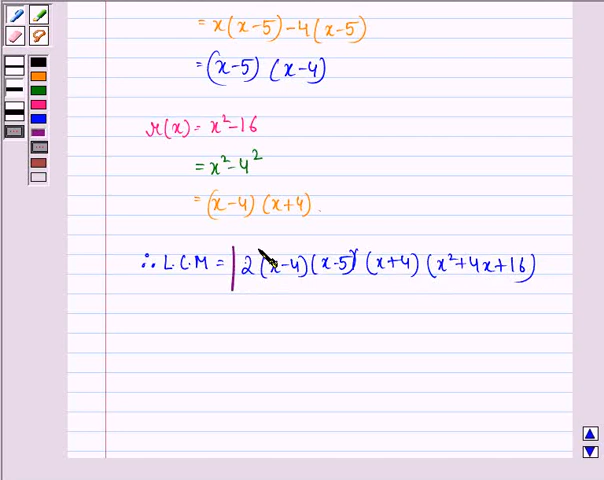 = x(x-5)-4(x-5)
= (x-5) (x-4)
r(x) = x²-16
= x²-4²
= (x-4) (x+4).
∴ L.C.M = 2(x-4)(x-5)(x+4)(x²+4x+16)